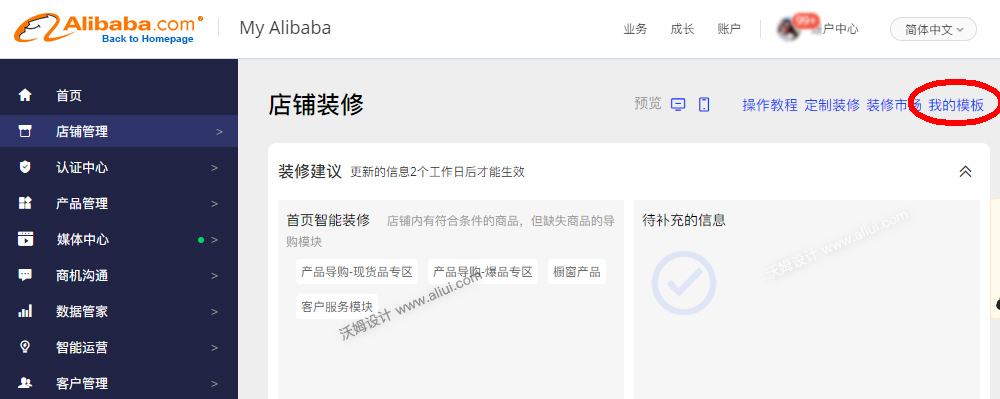 Alibaba.com
Back to Homepage
My Alibaba
业务 成长 账户
99+
户中心
简体中文
首页
店铺管理 >
认证中心 >
产品管理 >
媒体中心 >
商机沟通 >
数据管家 >
智能运营 >
客户管理 >
店铺装修
预览
操作教程 定制装修 装修市场 我的模板
装修建议 更新的信息2个工作日后才能生效
首页智能装修 店铺内有符合条件的商品，但缺失商品的导
购模块
产品导购-现货品专区 产品导购-爆品专区 橱窗产品
客户服务模块
待补充的信息
沃姆设计 www.aliui.com
沃姆设计 www.aliui.com